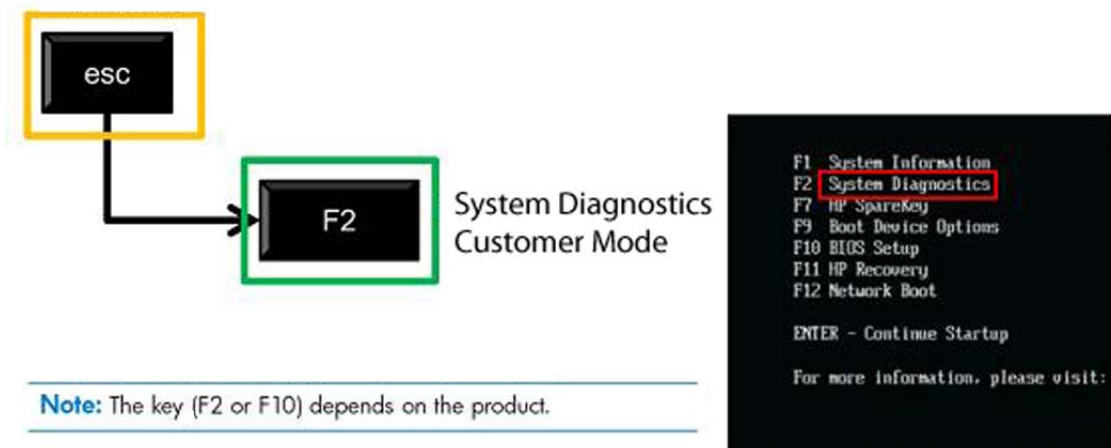 esc
F2
System Diagnostics
Customer Mode
Note: The key (F2 or F10) depends on the product.
F1 System Information
F2 System Diagnostics
F7 HP SpareKey
F9 Boot Device Options
F10 BIOS Setup
F11 HP Recovery
F12 Network Boot
ENTER - Continue Startup
For more information, please visit: